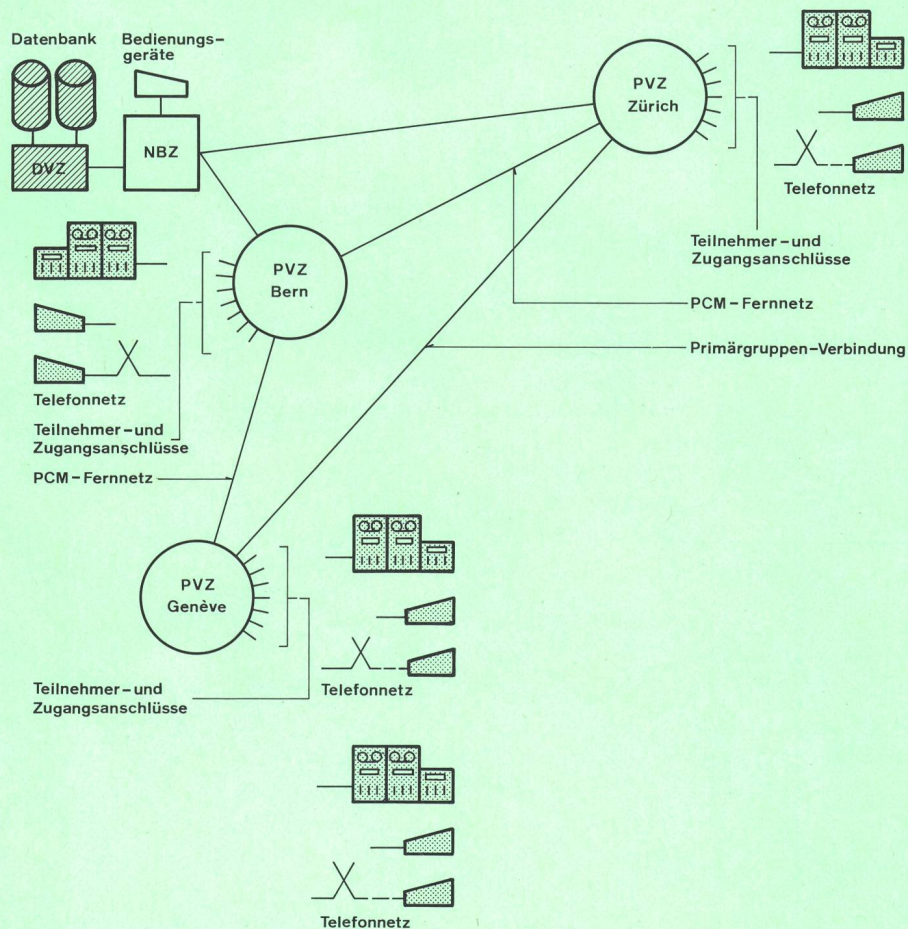 Datenbank
Bedienungs-
geräte
DVZ
NBZ
PVZ
Zürich
Telefonnetz
Teilnehmer-und
Zugangsanschlüsse
PCM-Fernnetz
Primärgruppen-Verbindung
PVZ
Bern
Telefonnetz
Teilnehmer-und
Zugangsanschlüsse
PCM-Fernnetz
PVZ
Genève
Teilnehmer-und
Zugangsanschlüsse
Telefonnetz
Telefonnetz